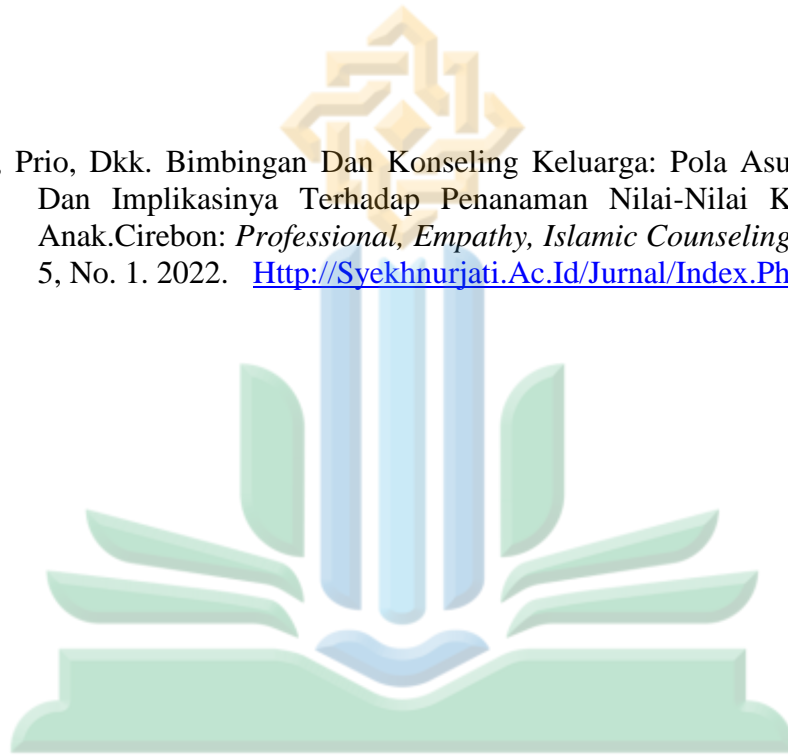 , Prio, Dkk. Bimbingan Dan Konseling Keluarga: Pola Asu
Dan Implikasinya Terhadap Penanaman Nilai-Nilai K
Anak.Cirebon: Professional, Empathy, Islamic Counseling
5, No. 1. 2022. Http://Syekhnurjati.Ac.Id/Jurnal/Index.Ph